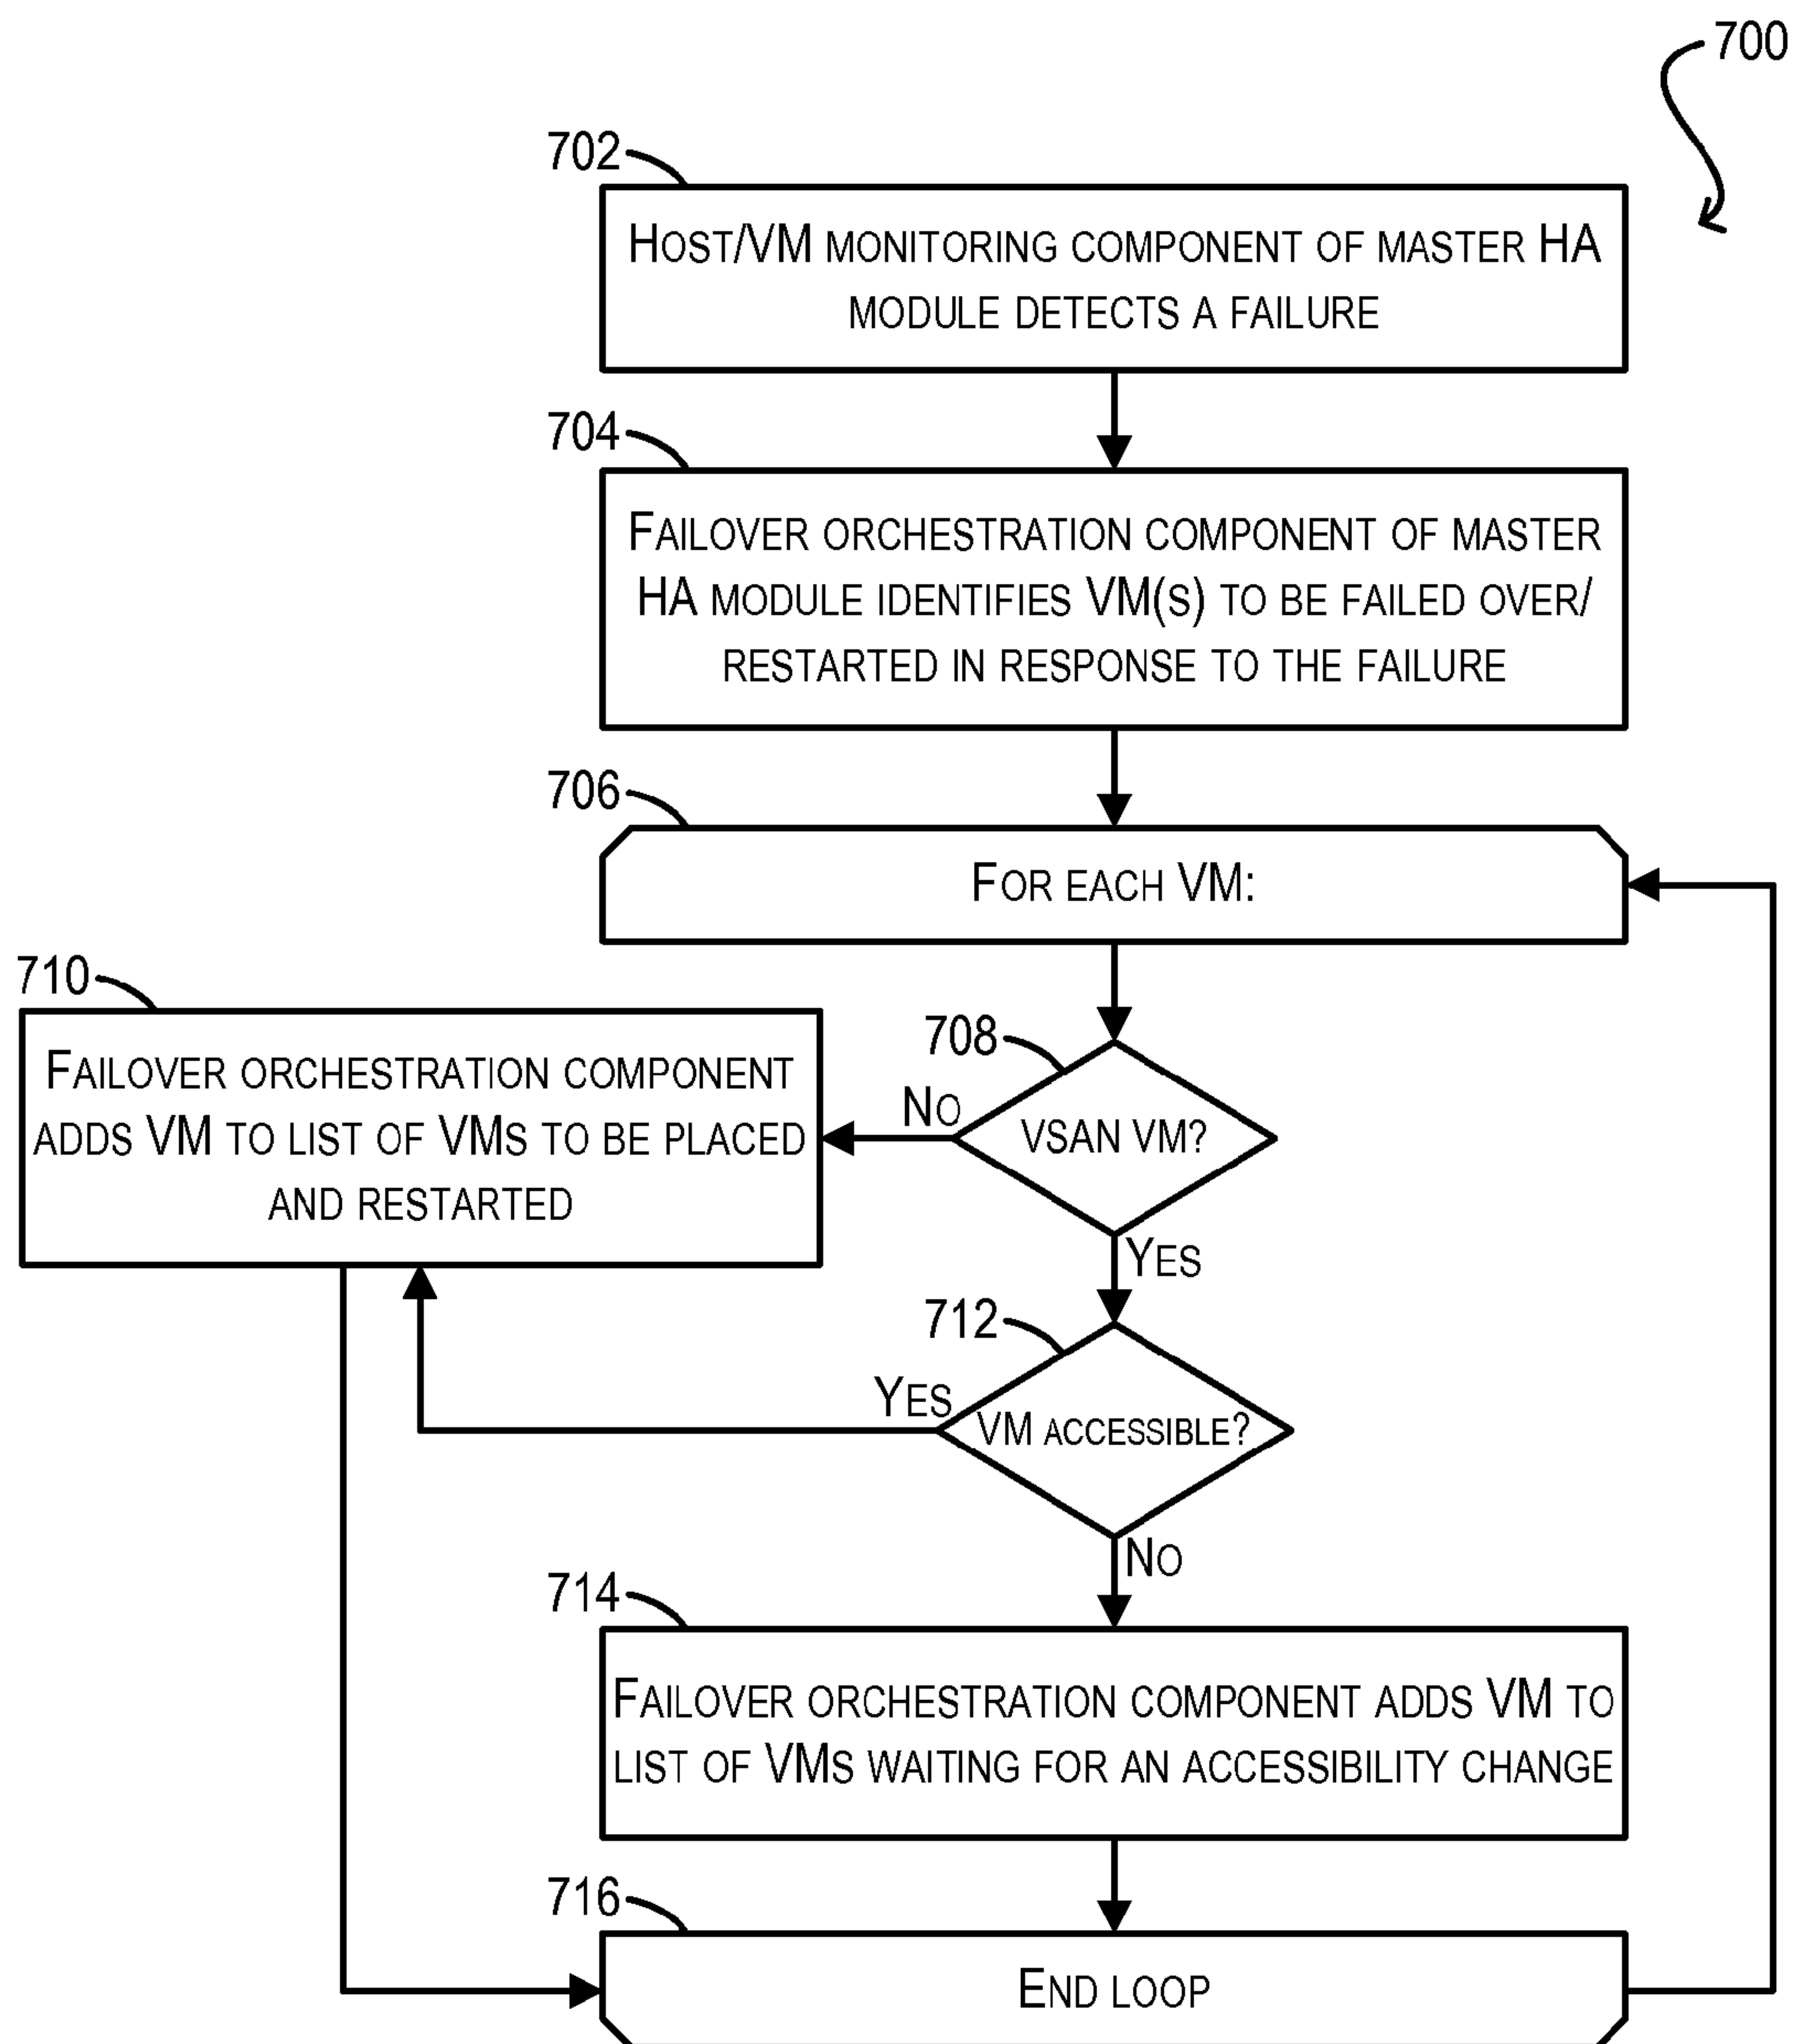 700
702
Host/VM monitoring component of master HA
module detects a failure
704
Failover orchestration component of master
HA module identifies VM(s) to be failed over/
restarted in response to the failure
706
For each VM:
710
Failover orchestration component
adds VM to list of VMs to be placed
and restarted
708
No
VSAN VM?
Yes
712
Yes
VM accessible?
No
714
Failover orchestration component adds VM to
list of VMs waiting for an accessibility change
716
End loop